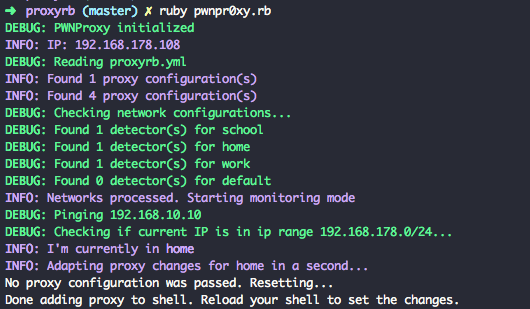 ➜ proxyrb (master) ✗ ruby pwnpr0xy.rb
DEBUG: PWNProxy initialized
INFO: IP: 192.168.178.108
DEBUG: Reading proxyrb.yml
INFO: Found 1 proxy configuration(s)
INFO: Found 4 proxy configuration(s)
DEBUG: Checking network configurations...
DEBUG: Found 1 detector(s) for school
DEBUG: Found 1 detector(s) for home
DEBUG: Found 1 detector(s) for work
DEBUG: Found 0 detector(s) for default
INFO: Networks processed. Starting monitoring mode
DEBUG: Pinging 192.168.10.10
DEBUG: Checking if current IP is in ip range 192.168.178.0/24...
INFO: I'm currently in home
INFO: Adapting proxy changes for home in a second...
No proxy configuration was passed. Resetting...
Done adding proxy to shell. Reload your shell to set the changes.